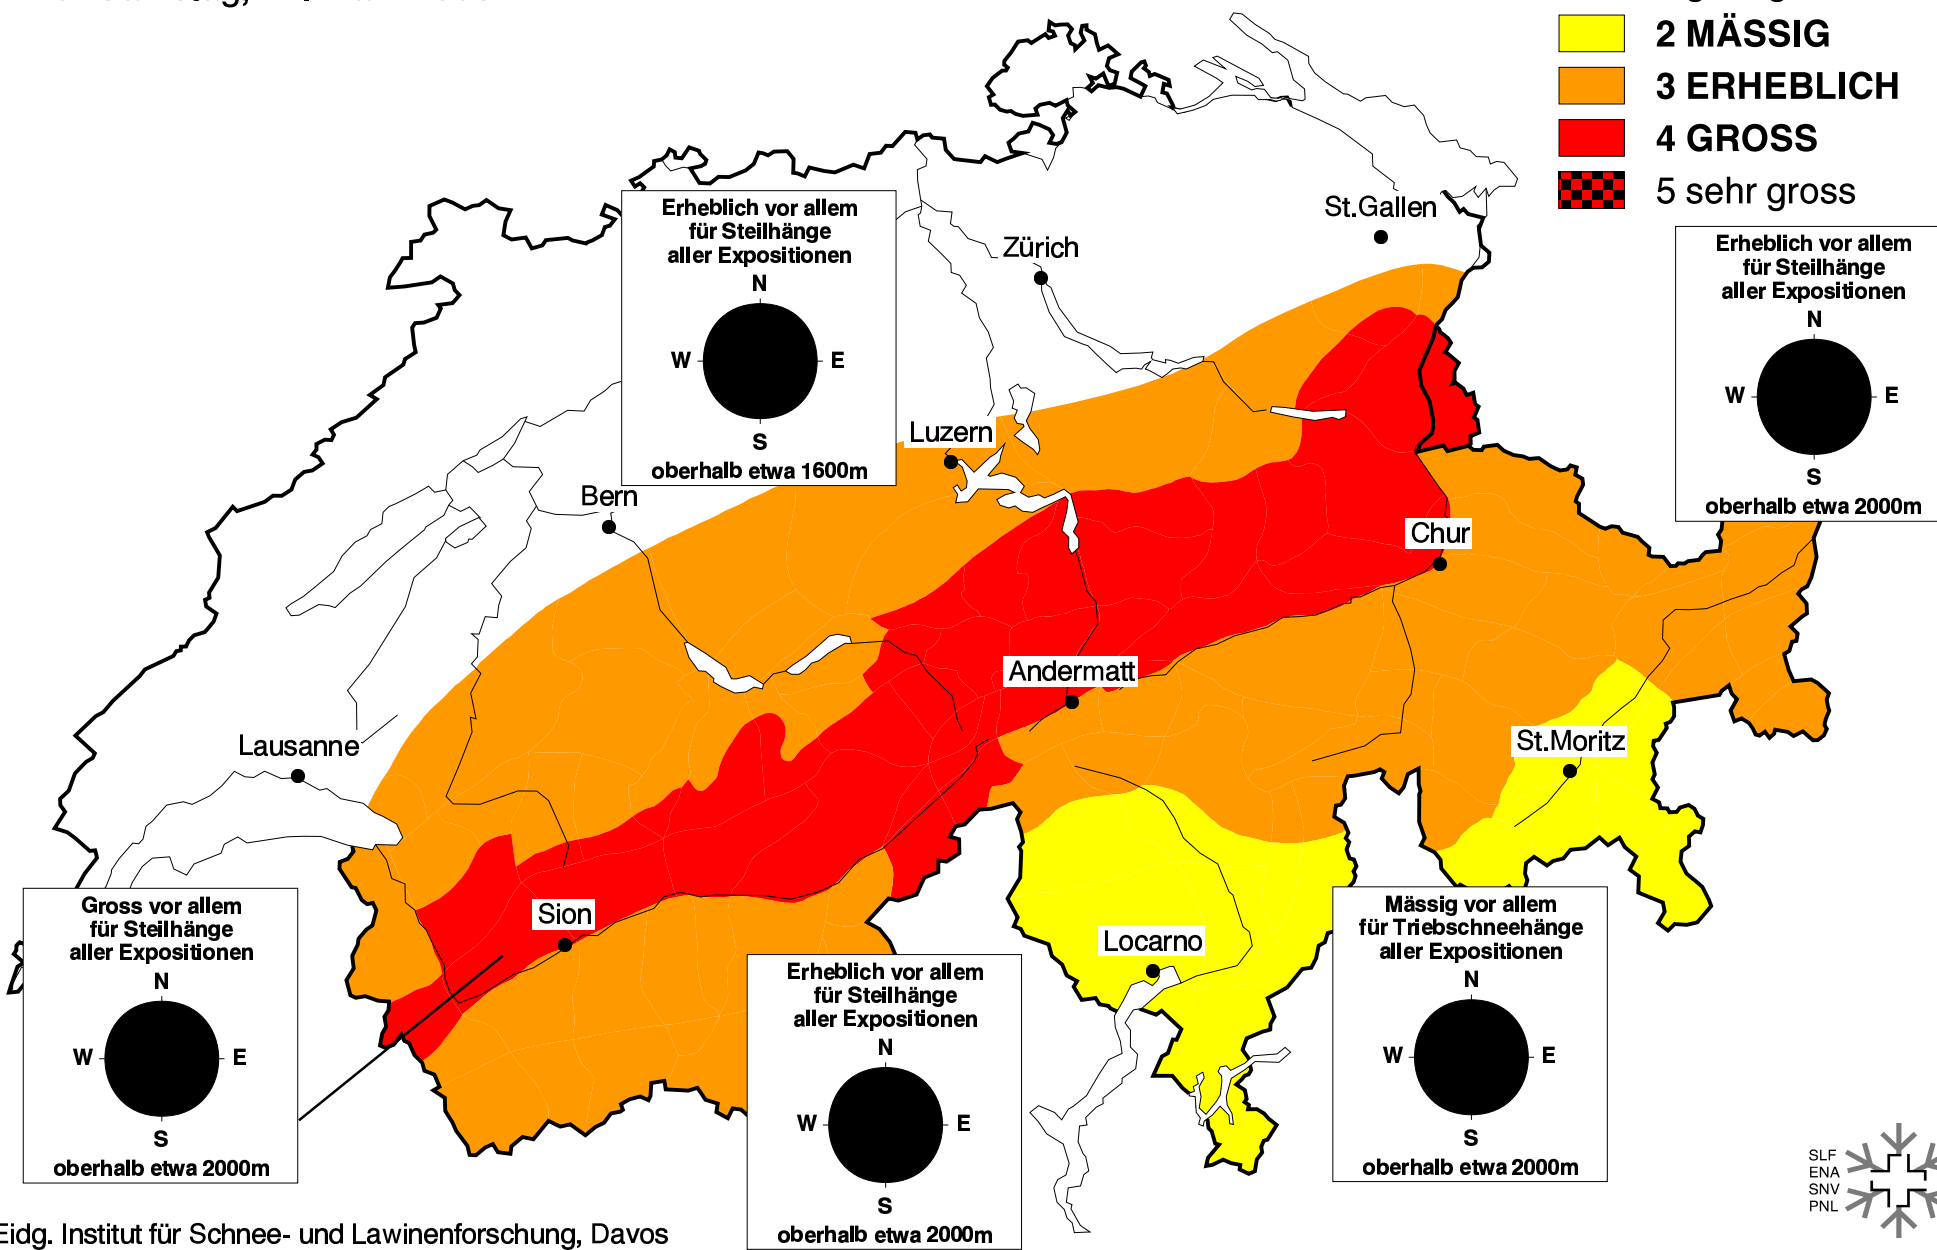 2 MÄSSIG
3 ERHEBLICH
4 GROSS
5 sehr gross
Erheblich vor allem
für Steilhänge
aller Expositionen
N
W
E
S
oberhalb etwa 1600m
St.Gallen
Zürich
Erheblich vor allem
für Steilhänge
aller Expositionen
N
W
E
S
oberhalb etwa 2000m
Luzern
Bern
Chur
Andermatt
St.Moritz
Lausanne
Sion
Locarno
Gross vor allem
für Steilhänge
aller Expositionen
N
W
E
S
oberhalb etwa 2000m
Erheblich vor allem
für Steilhänge
aller Expositionen
N
W
E
S
oberhalb etwa 2000m
Mässig vor allem
für Triebschneehänge
aller Expositionen
N
W
E
S
oberhalb etwa 2000m
SLF
ENA
SNV
PNL
Eidg. Institut für Schnee- und Lawinenforschung, Davos